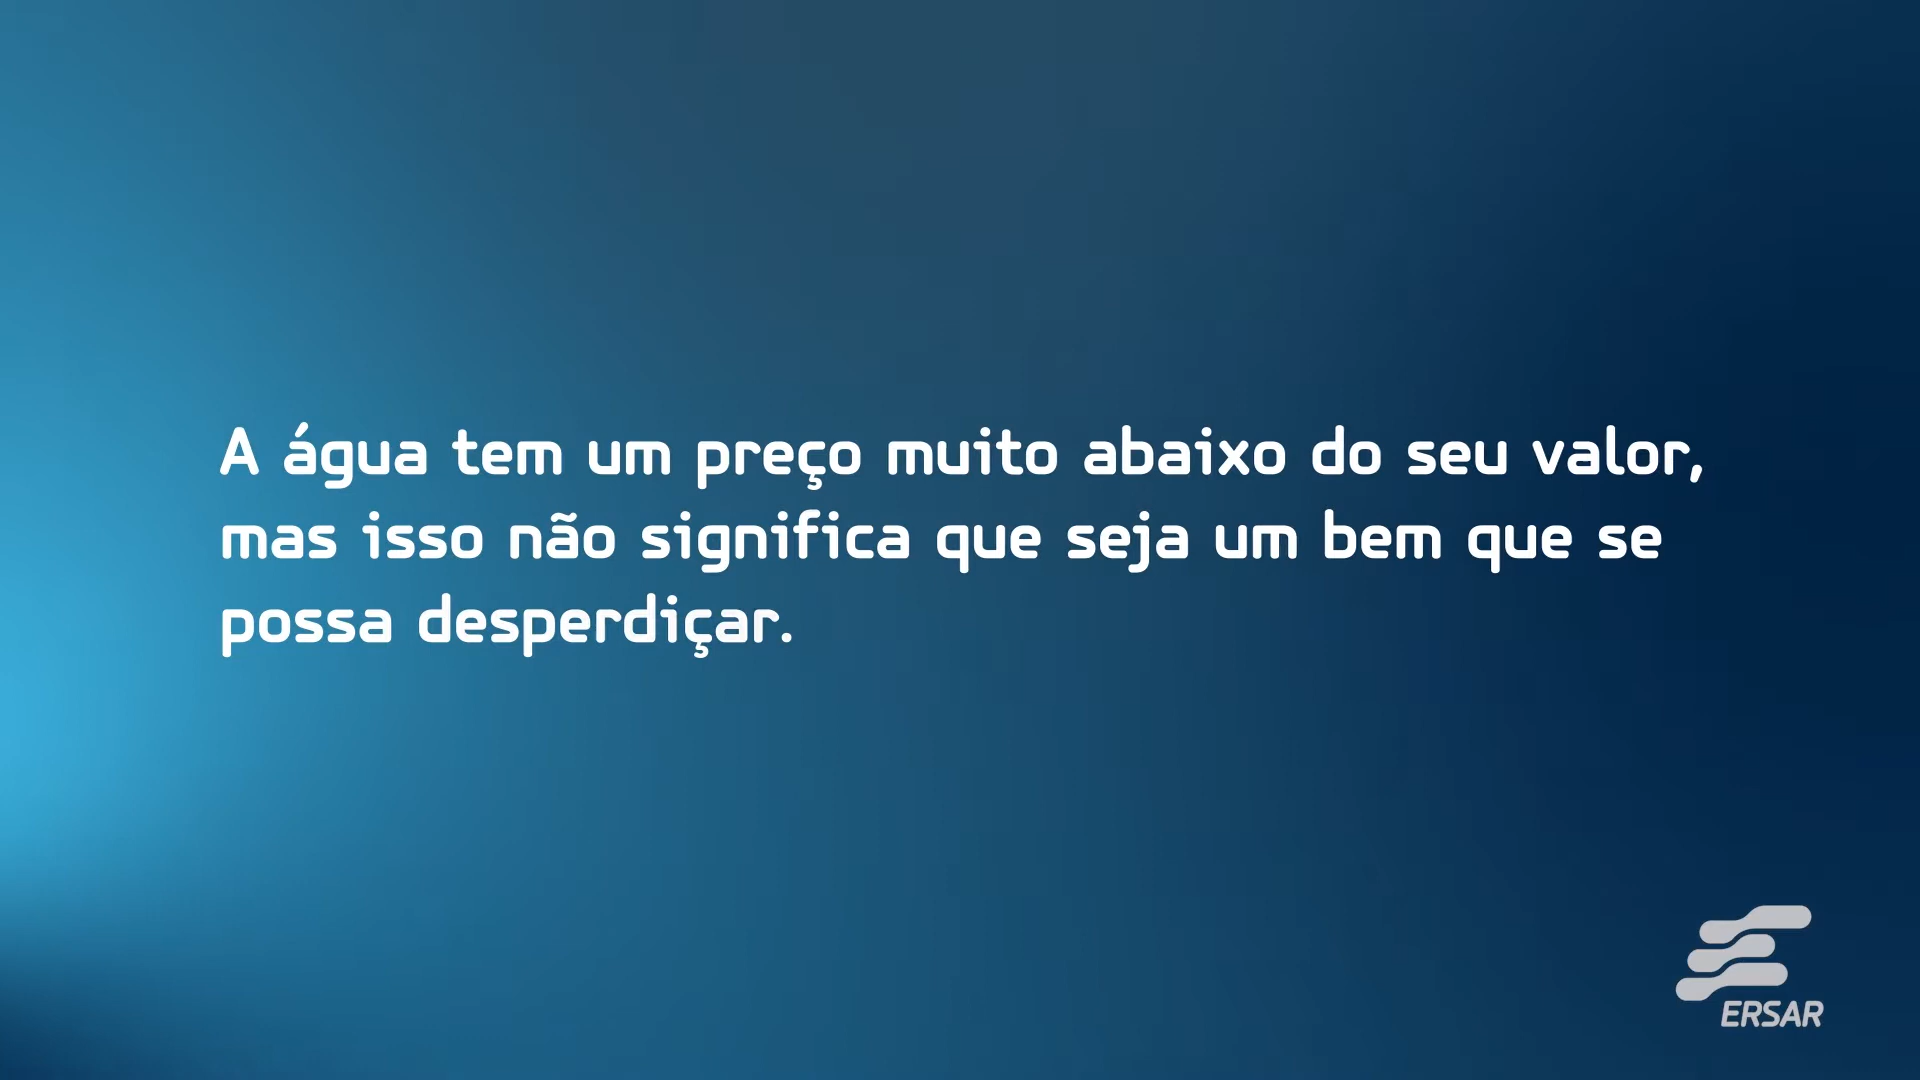 A água tem um preço muito abaixo do seu valor,
mas isso não significa que seja um bem que se
possa desperdiçar.
ERSAR